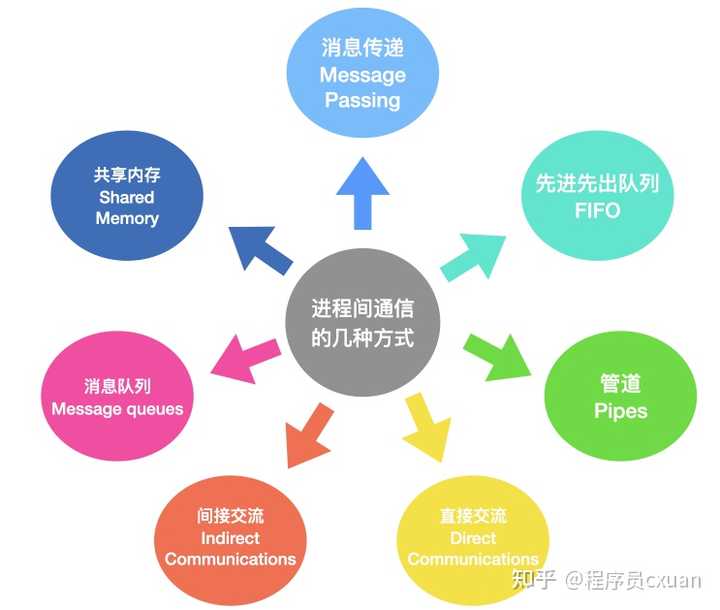 消息传递
Message
Passing
共享内存
Shared
Memory
先进先出队列
FIFO
进程间通信
的几种方式
消息队列
Message queues
管道
Pipes
间接交流
Indirect
Communications
直接交流
Direct
Communications
知乎 @程序员cxuan